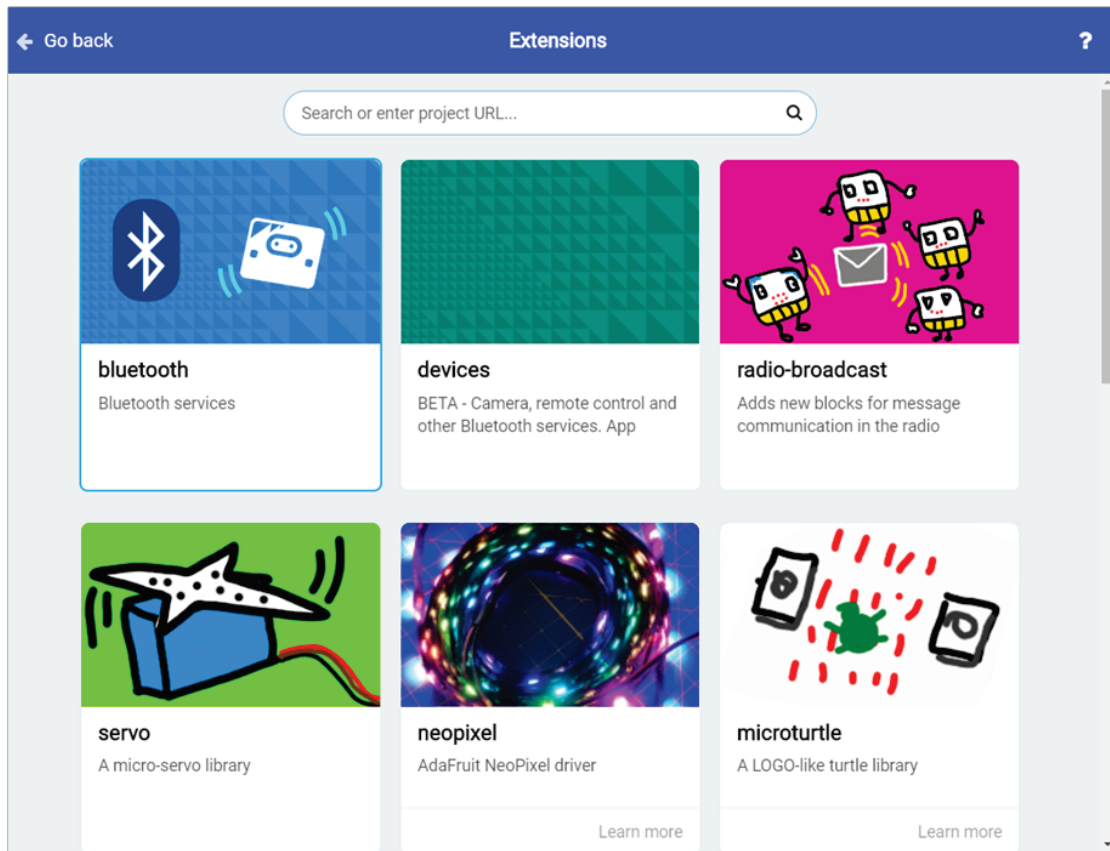 Go back
Extensions
?
Search or enter project URL...
bluetooth
Bluetooth services
devices
BETA - Camera, remote control and
other Bluetooth services. App
radio-broadcast
Adds new blocks for message
communication in the radio
servo
A micro-servo library
neopixel
AdaFruit NeoPixel driver
Learn more
microturtle
A LOGO-like turtle library
Learn more